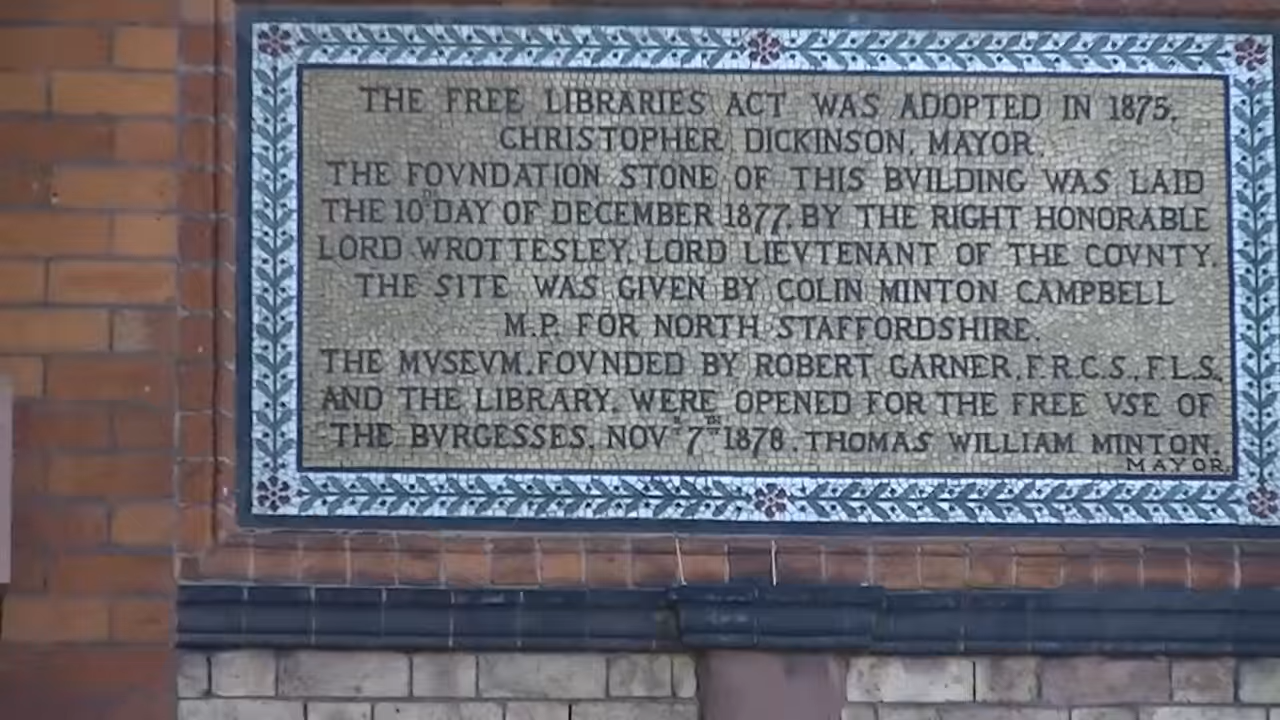 THE FREE LIBRARIES ACT WAS ADOPTED IN 1875.
CHRISTOPHER DICKINSON, MAYOR.
THE FOVNDATION STONE OF THIS BVILDING WAS LAID
THE 10TH DAY OF DECEMBER 1877, BY THE RIGHT HONORABLE
LORD WROTTESLEY, LORD LIEVTENANT OF THE COVNTY.
THE SITE WAS GIVEN BY COLIN MINTON CAMPBELL
M.P. FOR NORTH STAFFORDSHIRE.
THE MVSEVM, FOVNDED BY ROBERT GARNER, F.R.C.S., F.L.S.
AND THE LIBRARY, WERE OPENED FOR THE FREE VSE OF
THE BVRGESSES, NOVR 7TH 1878. THOMAS WILLIAM MINTON.
MAYOR.